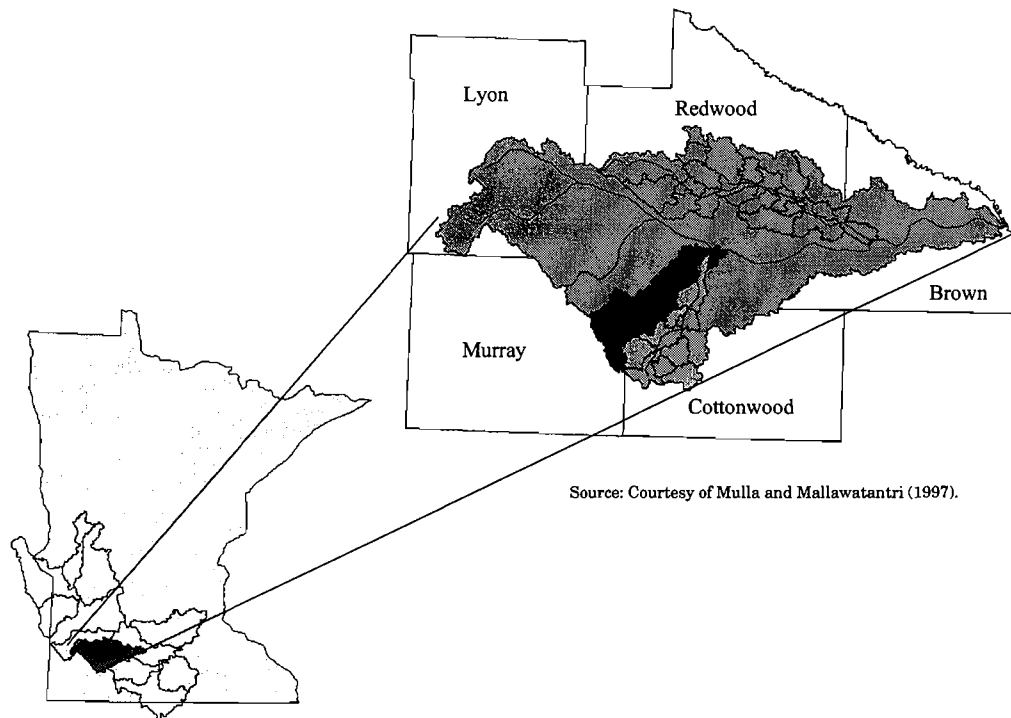 Lyon
Redwood
Brown
Murray
Cottonwood
Source: Courtesy of Mulla and Mallawatantri (1997).